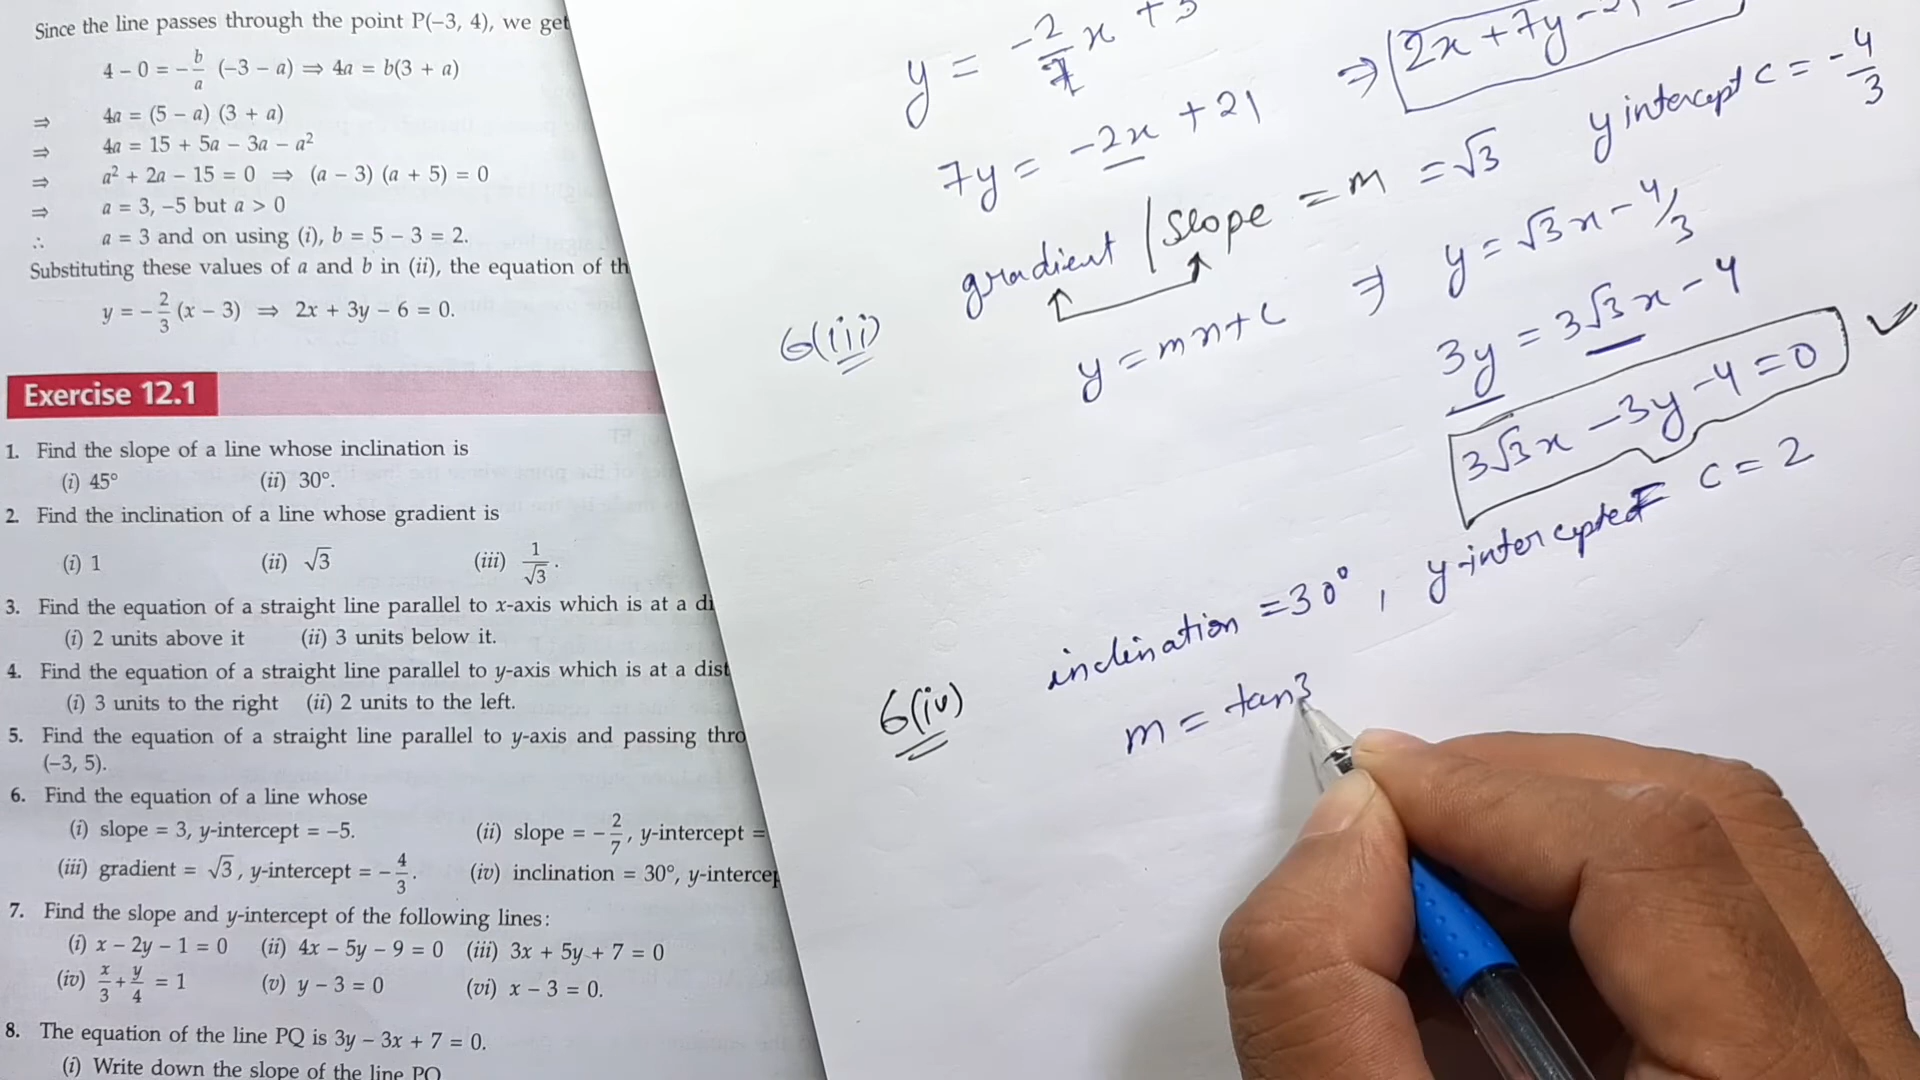 Since the line passes through the point P(−3, 4), we get
4 − 0 = − b/a (−3 − a) ⇒ 4a = b(3 + a)
⇒ 4a = (5 − a) (3 + a)
⇒ 4a = 15 + 5a − 3a − a²
⇒ a² + 2a − 15 = 0 ⇒ (a − 3) (a + 5) = 0
⇒ a = 3, −5 but a > 0
∴ a = 3 and on using (i), b = 5 − 3 = 2.
Substituting these values of a and b in (ii), the equation of th
y = − 2/3 (x − 3) ⇒ 2x + 3y − 6 = 0.
Exercise 12.1
1. Find the slope of a line whose inclination is
(i) 45° (ii) 30°.
2. Find the inclination of a line whose gradient is
(i) 1 (ii) √3 (iii) 1/√3.
3. Find the equation of a straight line parallel to x-axis which is at a di
(i) 2 units above it (ii) 3 units below it.
4. Find the equation of a straight line parallel to y-axis which is at a dist
(i) 3 units to the right (ii) 2 units to the left.
5. Find the equation of a straight line parallel to y-axis and passing thro
(−3, 5).
6. Find the equation of a line whose
(i) slope = 3, y-intercept = −5. (ii) slope = − 2/7, y-intercept =
(iii) gradient = √3, y-intercept = − 4/3. (iv) inclination = 30°, y-intercep
7. Find the slope and y-intercept of the following lines:
(i) x − 2y − 1 = 0 (ii) 4x − 5y − 9 = 0 (iii) 3x + 5y + 7 = 0
(iv) x/3 + y/4 = 1 (v) y − 3 = 0 (vi) x − 3 = 0.
8. The equation of the line PQ is 3y − 3x + 7 = 0.
(i) Write down the slope of the line PQ
y = -2/7 x + 3
7y = -2x + 21 ⇒ 2x + 7y - 21
6(iii) gradient | slope = m = √3 y intercept c = -4/3
y = mx + c ⇒ y = √3x - 4/3
3y = 3√3x - 4
3√3x - 3y - 4 = 0
6(iv) inclination = 30°, y-intercepted c = 2
m = tan3